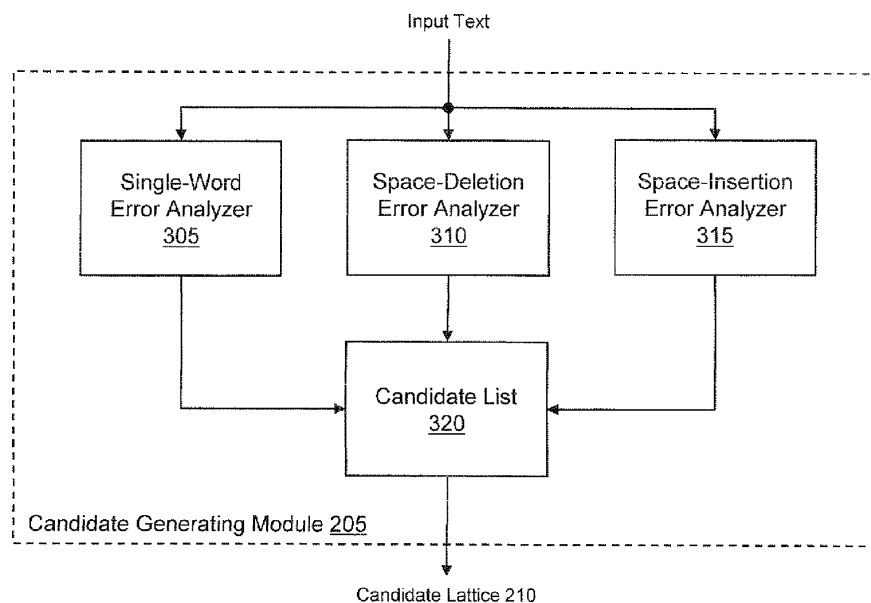 Input Text
Single-Word
Error Analyzer
305
Space-Deletion
Error Analyzer
310
Space-Insertion
Error Analyzer
315
Candidate List
320
Candidate Generating Module 205
Candidate Lattice 210